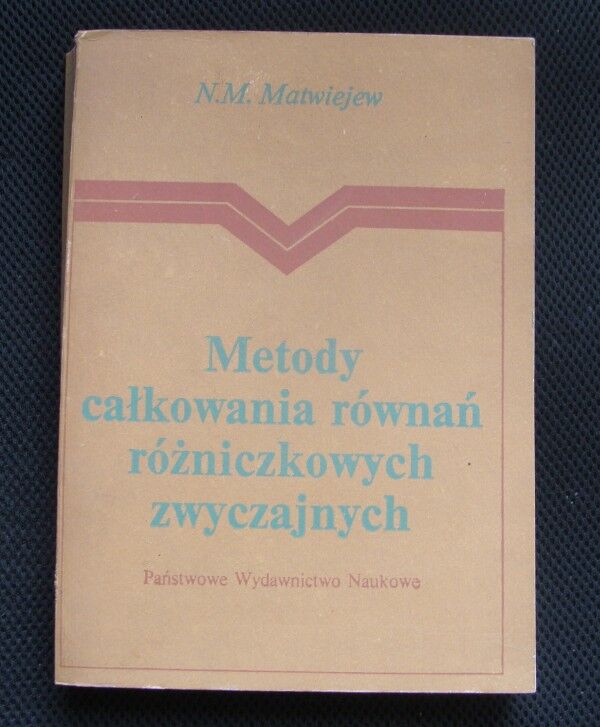 N.M. Matwiejew
Metody
całkowania równań
różniczkowych
zwyczajnych
Państwowe Wydawnictwo Naukowe